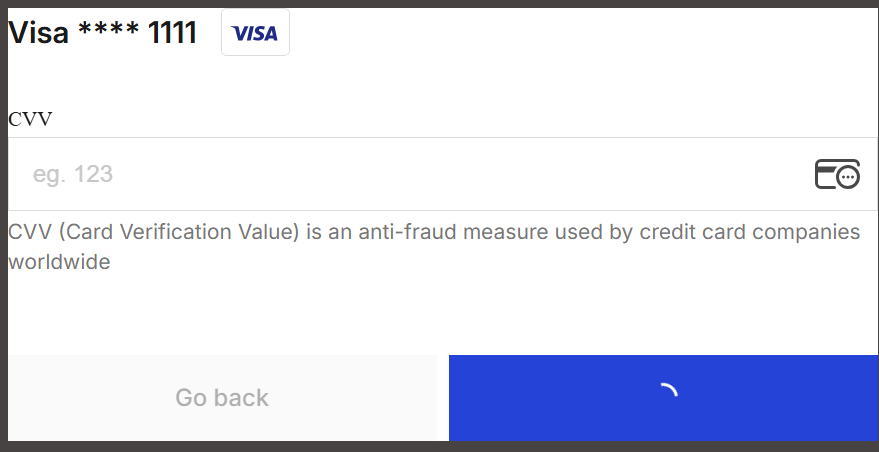 Visa **** 1111 VISA
CVV
eg. 123
CVV (Card Verification Value) is an anti-fraud measure used by credit card companies
worldwide
Go back